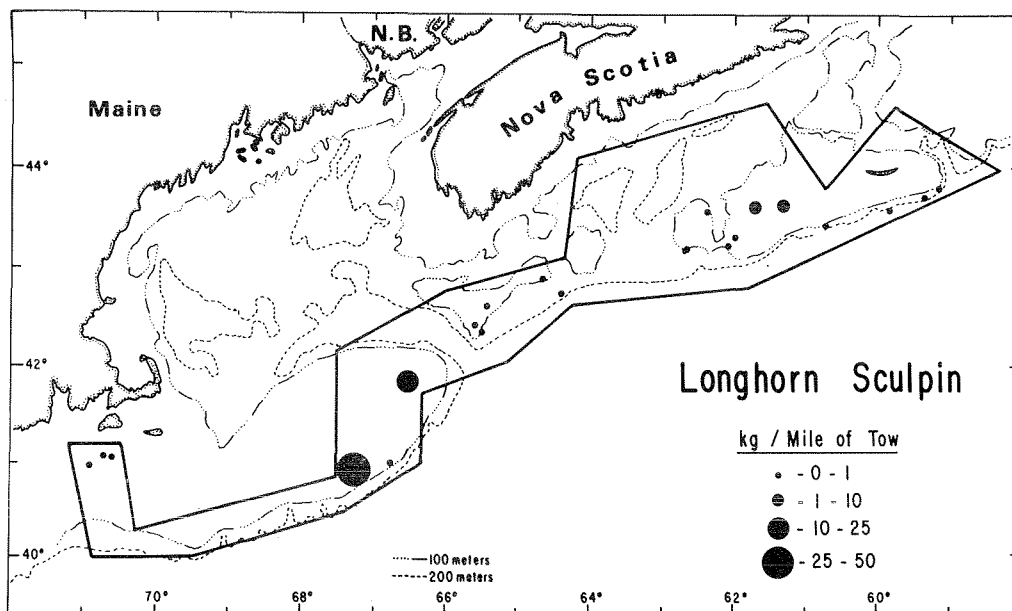 N.B.
Maine
Nova Scotia
44°
42°
40°
Longhorn Sculpin
kg / Mile of Tow
- 0 - 1
- 1 - 10
- 10 - 25
- 25 - 50
100 meters
200 meters
70° 68° 66° 64° 62° 60°